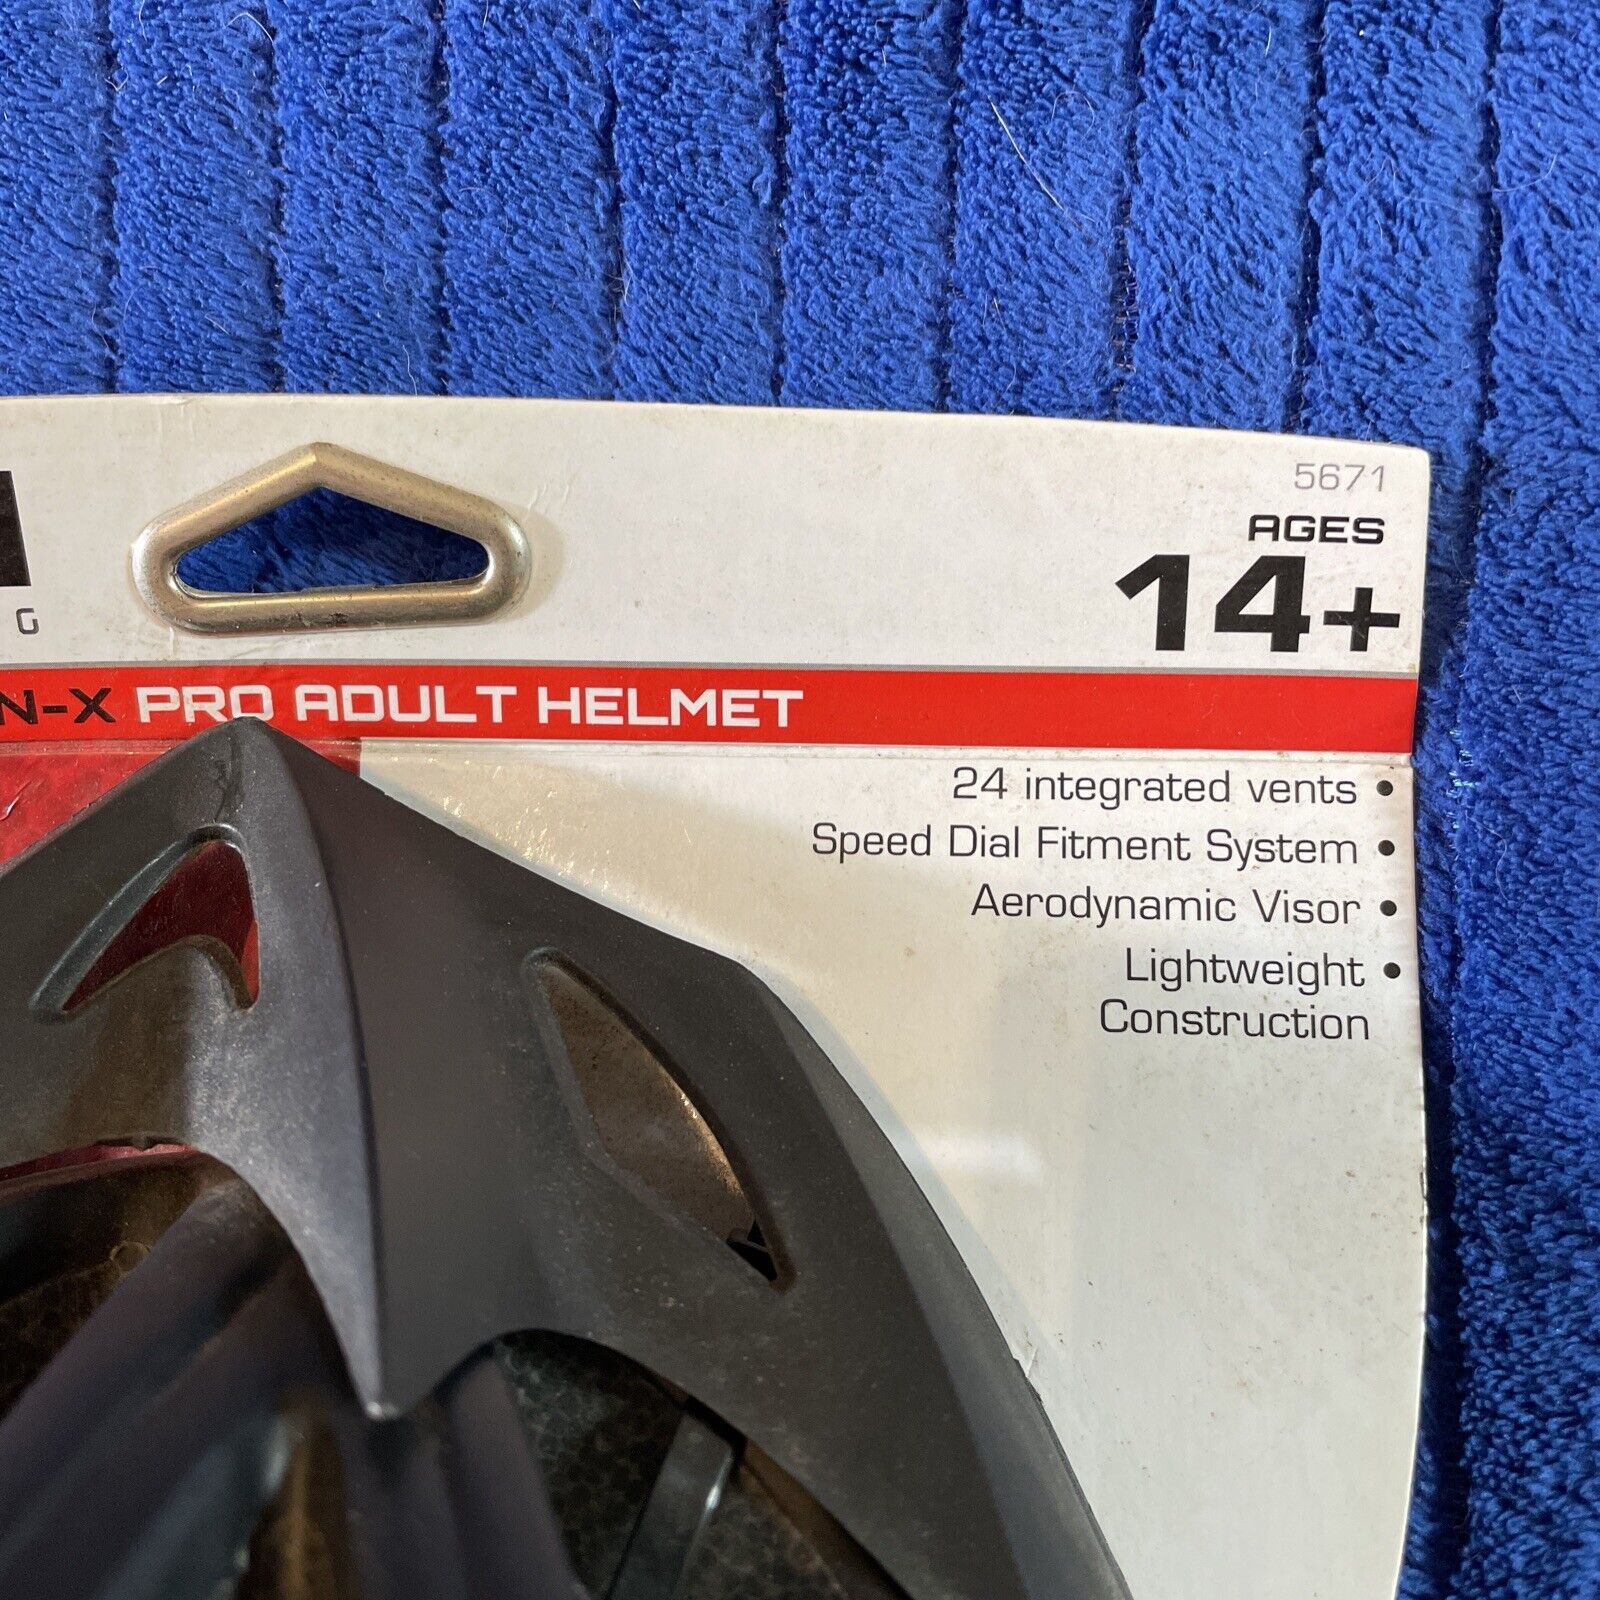 5671
AGES
14+
G
N-X PRO ADULT HELMET
24 integrated vents •
Speed Dial Fitment System •
Aerodynamic Visor •
Lightweight •
Construction